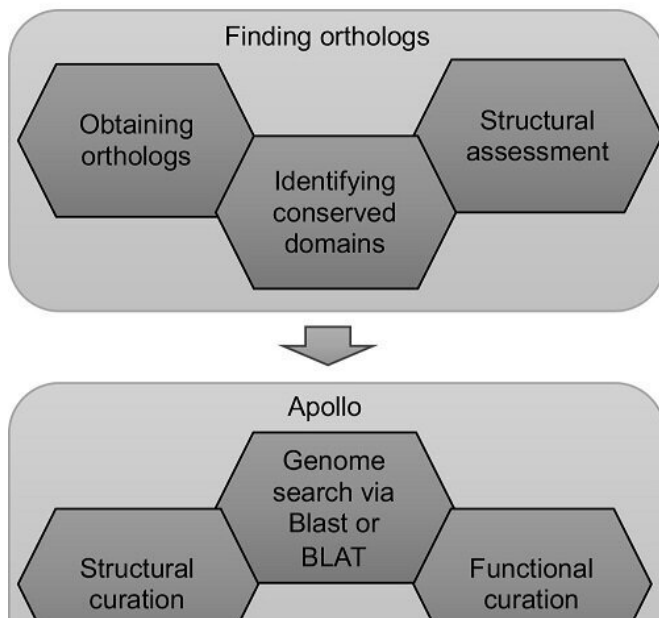 Finding orthologs
Obtaining
orthologs
Identifying
conserved
domains
Structural
assessment
Apollo
Genome
search via
Blast or
BLAT
Structural
curation
Functional
curation